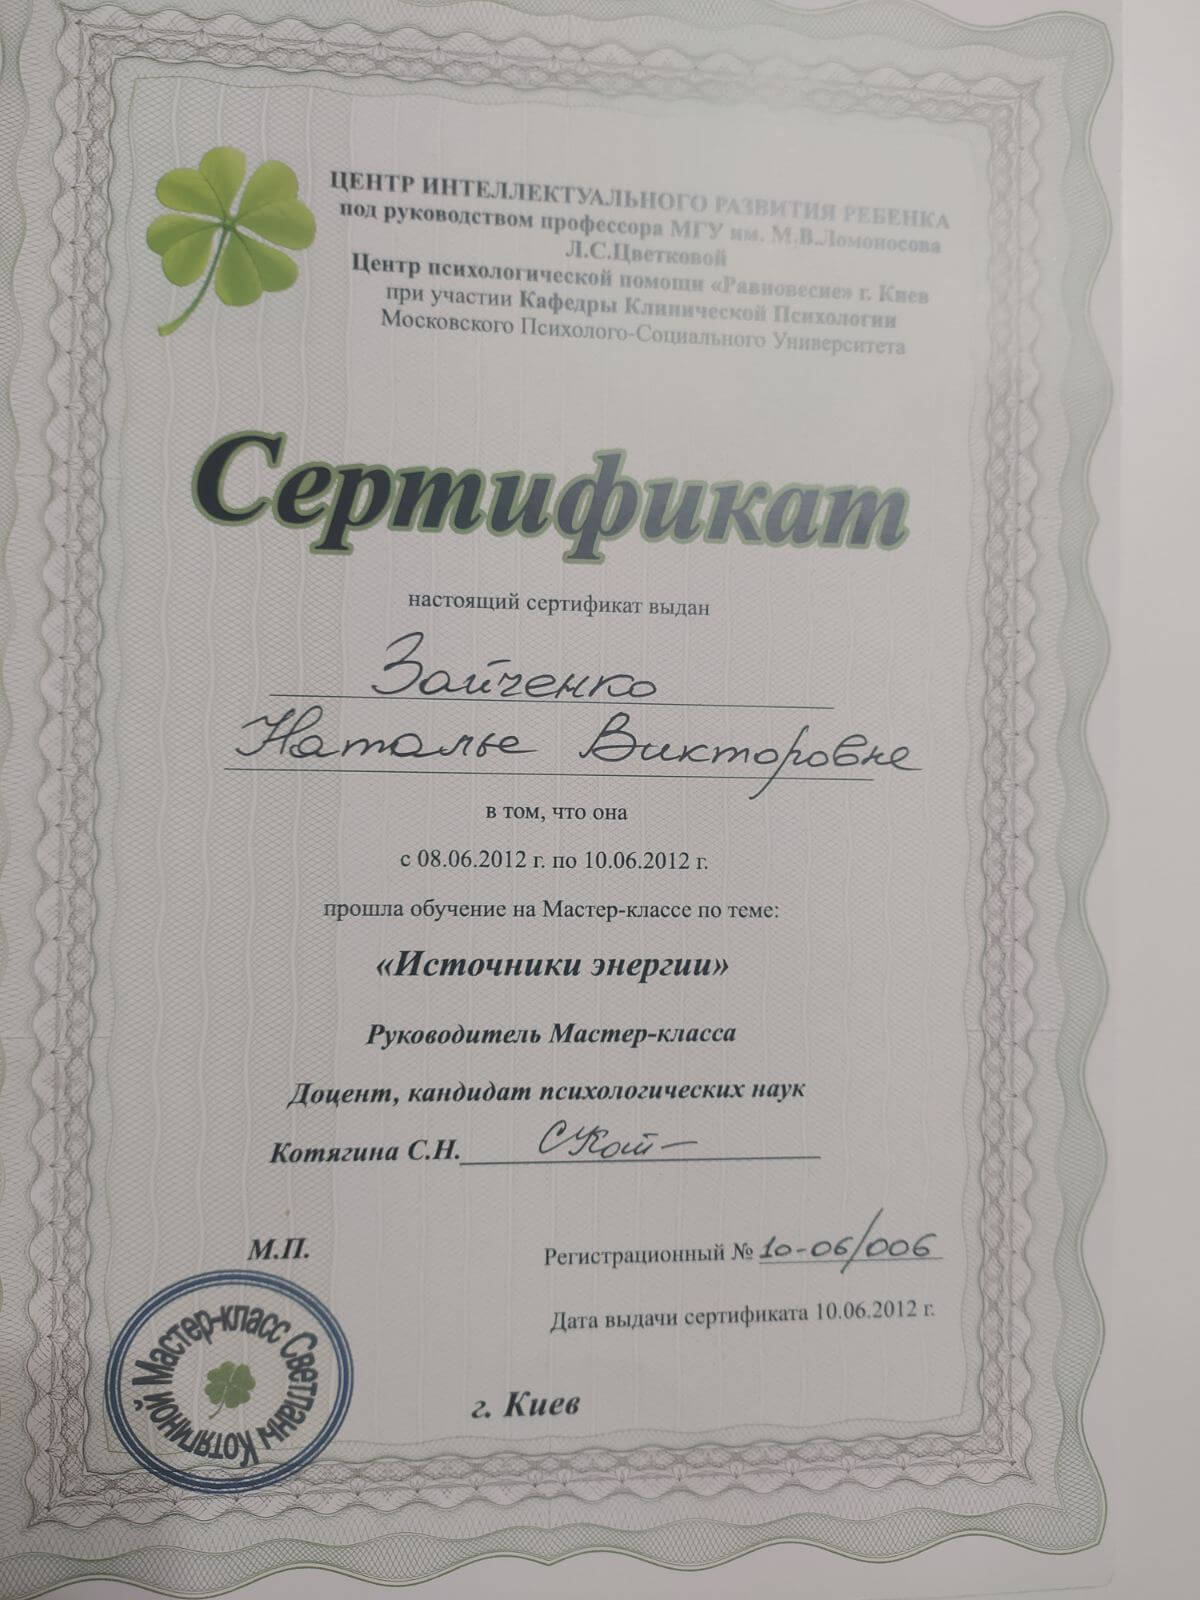 ЦЕНТР ИНТЕЛЛЕКТУАЛЬНОГО РАЗВИТИЯ РЕБЕНКА
под руководством профессора МГУ им. М.В.Ломоносова
Л.С.Цветковой
Центр психологической помощи «Равновесие» г. Киев
при участии Кафедры Клинической Психологии
Московского Психолого-Социального Университета
Сертификат
настоящий сертификат выдан
Зайченко
Наталье Викторовне
в том, что она
с 08.06.2012 г. по 10.06.2012 г.
прошла обучение на Мастер-классе по теме:
«Источники энергии»
Руководитель Мастер-класса
Доцент, кандидат психологических наук
Котягина С.Н. СКот
М.П.
Регистрационный № 10-06/006
Дата выдачи сертификата 10.06.2012 г.
Мастер-класс Светланы Котягиной
г. Киев